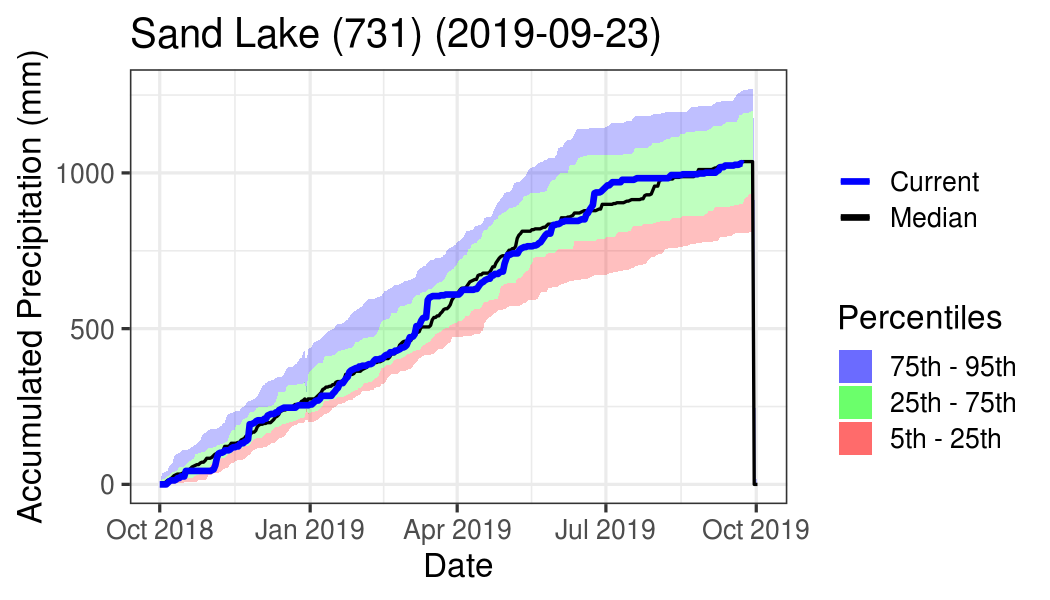 Sand Lake (731) (2019-09-23)
Accumulated Precipitation (mm)
1000
500
0
Oct 2018
Jan 2019
Apr 2019
Jul 2019
Oct 2019
Date
Current
Median
Percentiles
75th - 95th
25th - 75th
5th - 25th